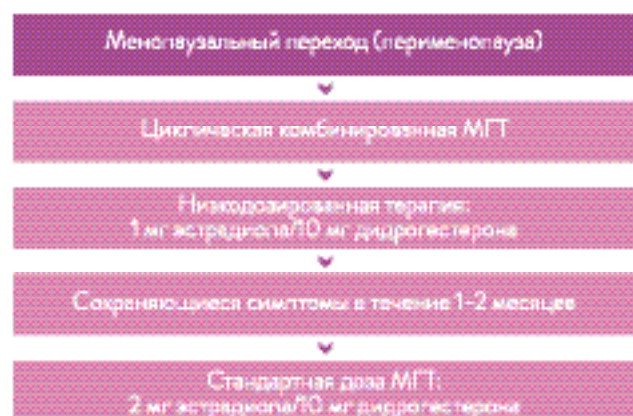 Менопаузальный переход (перименопауза)
Циклическая комбинированная МГТ
Низкодозированная терапия:
1 мг эстрадиола/10 мг дидрогестерона
Сохраняющиеся симптомы в течение 1-2 месяцев
Стандартная доза МГТ:
2 мг эстрадиола/10 мг дидрогестерона